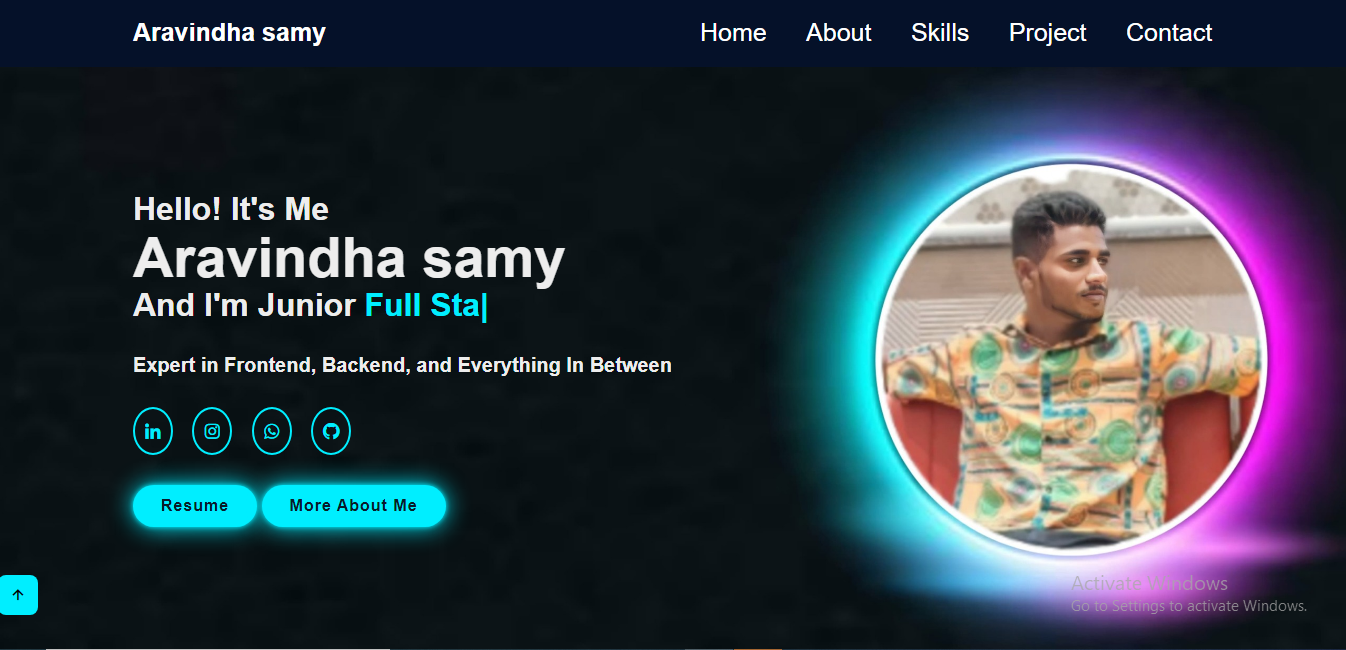 Aravindha samy
Home About Skills Project Contact
Hello! It's Me
Aravindha samy
And I'm Junior Full Sta|
Expert in Frontend, Backend, and Everything In Between
in
Resume More About Me
Activate Windows
Go to Settings to activate Windows.